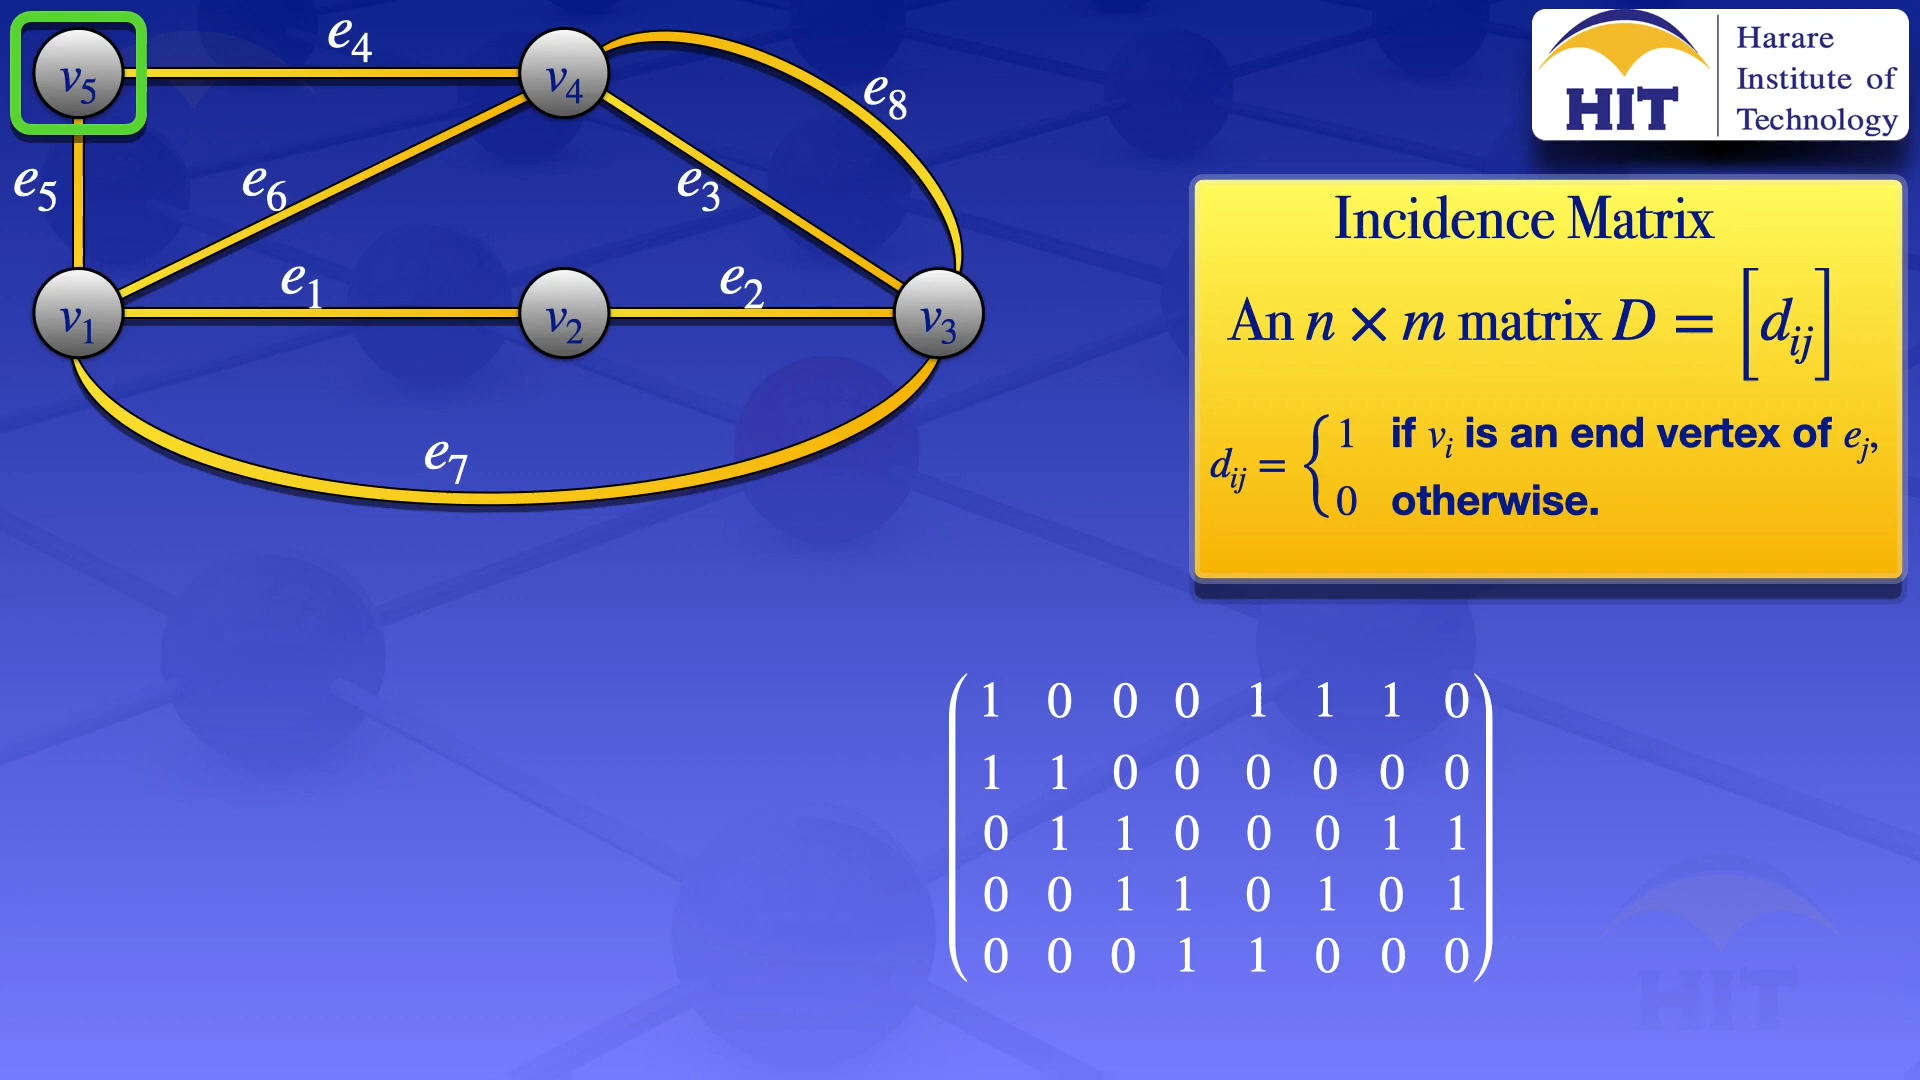 e4
v5
v4
e8
e5
e6
e3
e1
e2
v1
v2
v3
e7
HIT
Harare
Institute of
Technology
Incidence Matrix
An n × m matrix D = [dij]
dij = { 1 if vi is an end vertex of ej,
0 otherwise.
1 0 0 0 1 1 1 0
1 1 0 0 0 0 0 0
0 1 1 0 0 0 1 1
0 0 1 1 0 1 0 1
0 0 0 1 1 0 0 0
HIT